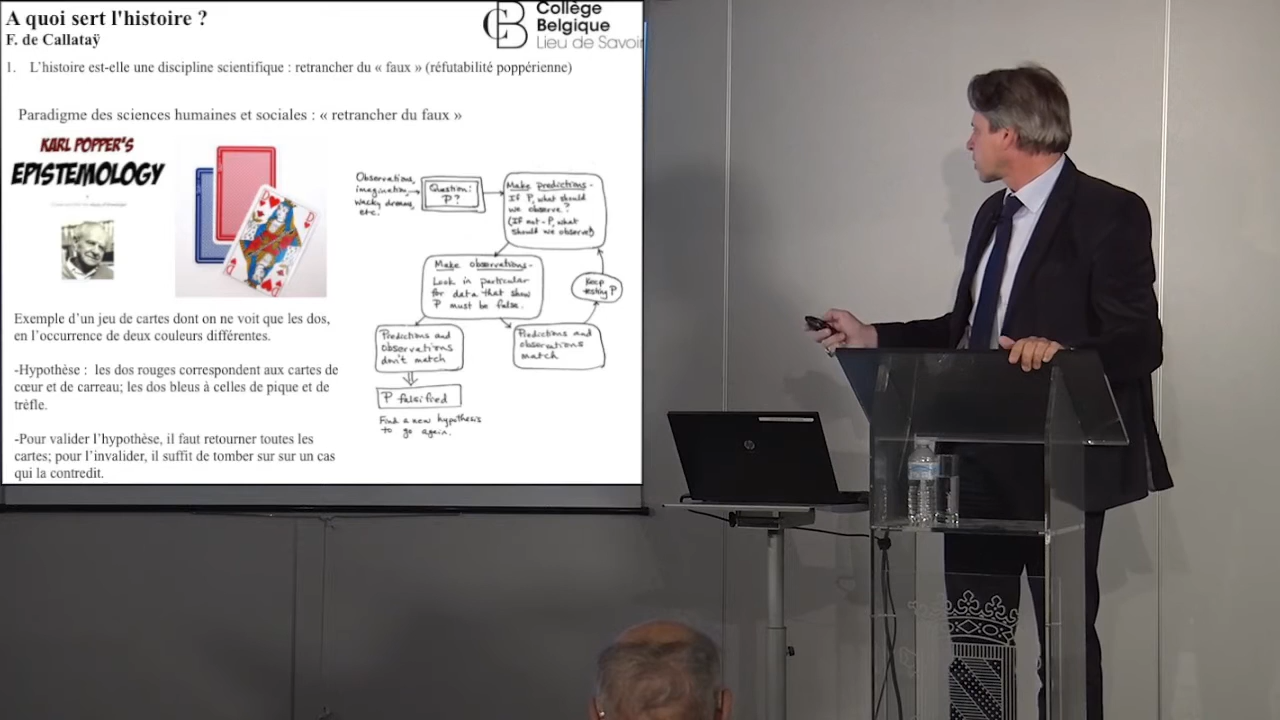 A quoi sert l'histoire ?
F. de Callataÿ
Collège
Belgique
Lieu de Savoir
1. L'histoire est-elle une discipline scientifique : retrancher du « faux » (réfutabilité poppérienne)
Paradigme des sciences humaines et sociales : « retrancher du faux »
KARL POPPER'S
EPISTEMOLOGY
Observations,
imagination,
wacky dreams,
etc.
Question:
P?
Make predictions-
If P, what should
we observe?
(If not-P, what
should we observe?)
Make observations-
Look in particular
for data that show
P must be false.
Keep
testing P
Predictions and
observations
don't match
Predictions and
observations
match
P falsified
Find a new hypothesis
to go again.
Exemple d'un jeu de cartes dont on ne voit que les dos,
en l'occurrence de deux couleurs différentes.
-Hypothèse : les dos rouges correspondent aux cartes de
cœur et de carreau; les dos bleus à celles de pique et de
trèfle.
-Pour valider l'hypothèse, il faut retourner toutes les
cartes; pour l'invalider, il suffit de tomber sur sur un cas
qui la contredit.
hp